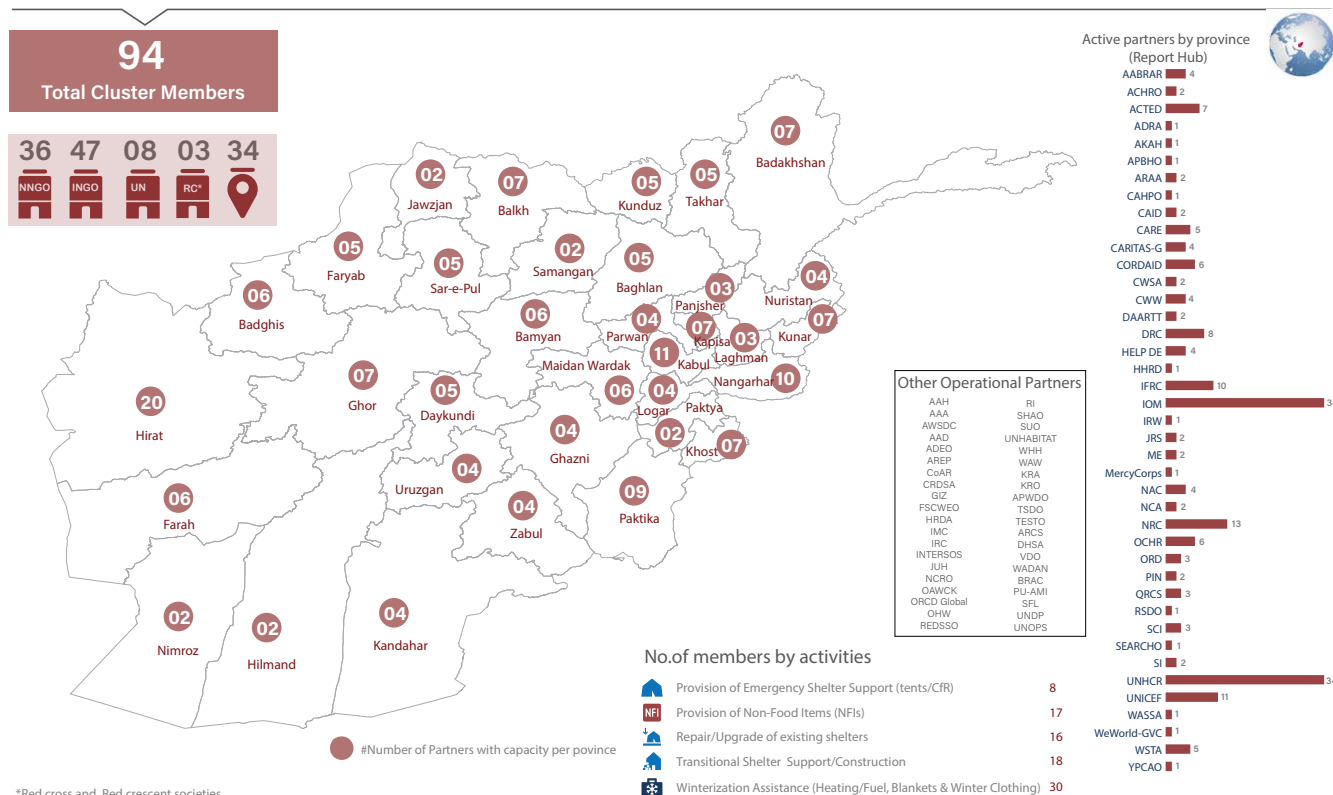 94
Total Cluster Members
36 47 08 03 34
NNGO INGO UN RC*
07
Badakhshan
02
Jawzjan
07
Balkh
05
Kunduz
05
Takhar
05
Faryab
05
Sar-e-Pul
02
Samangan
05
Baghlan
03
Panjsher
04
Nuristan
06
Badghis
06
Bamyan
04
Parwan
07
Kapisa
03
Laghman
07
Kunar
11
Kabul
Maidan Wardak
06
Nangarhar 10
20
Hirat
07
Ghor
05
Daykundi
04
Logar
Paktya
02
Khost 07
04
Ghazni
04
Uruzgan
06
Farah
04
Zabul
09
Paktika
02
Nimroz
02
Hilmand
04
Kandahar
#Number of Partners with capacity per povince
*Red cross and Red crescent societies
Other Operational Partners
AAH
AAA
AWSDC
AAD
ADEO
AREP
CoAR
CRDSA
GIZ
FSCWEO
HRDA
IMC
IRC
INTERSOS
JUH
NCRO
OAWCK
ORCD Global
OHW
REDSSO
RI
SHAO
SUO
UNHABITAT
WHH
WAW
KRA
KRO
APWDO
TSDO
TESTO
ARCS
DHSA
VDO
WADAN
BRAC
PU-AMI
SFL
UNDP
UNOPS
No.of members by activities
Provision of Emergency Shelter Support (tents/CfR) 8
NFI Provision of Non-Food Items (NFIs) 17
Repair/Upgrade of existing shelters 16
Transitional Shelter Support/Construction 18
Winterization Assistance (Heating/Fuel, Blankets & Winter Clothing) 30
Active partners by province
(Report Hub)
AABRAR 4
ACHRO 2
ACTED 7
ADRA 1
AKAH 1
APBHO 1
ARAA 2
CAHPO 1
CAID 2
CARE 5
CARITAS-G 4
CORDAID 6
CWSA 2
CWW 4
DAARTT 2
DRC 8
HELP DE 4
HHRD 1
IFRC 10
IOM 3
IRW 1
JRS 2
ME 2
MercyCorps 1
NAC 4
NCA 2
NRC 13
OCHR 6
ORD 3
PIN 2
QRCS 3
RSDO 1
SCI 3
SEARCHO 1
SI 2
UNHCR 3
UNICEF 11
WASSA 1
WeWorld-GVC 1
WSTA 5
YPCAO 1